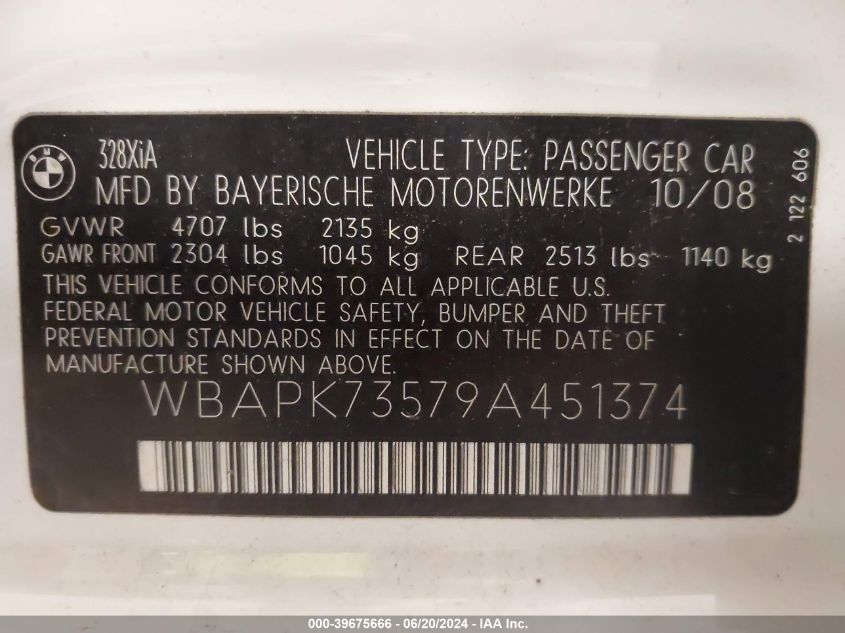 BMW
328XiA VEHICLE TYPE: PASSENGER CAR
MFD BY BAYERISCHE MOTORENWERKE 10/08
GVWR 4707 lbs 2135 kg
GAWR FRONT 2304 lbs 1045 kg REAR 2513 lbs 1140 kg
THIS VEHICLE CONFORMS TO ALL APPLICABLE U.S.
FEDERAL MOTOR VEHICLE SAFETY, BUMPER AND THEFT
PREVENTION STANDARDS IN EFFECT ON THE DATE OF
MANUFACTURE SHOWN ABOVE.
WBAPK73579A451374
2 122 606
000-39675666 / 06/20/2024 - IAA Inc.